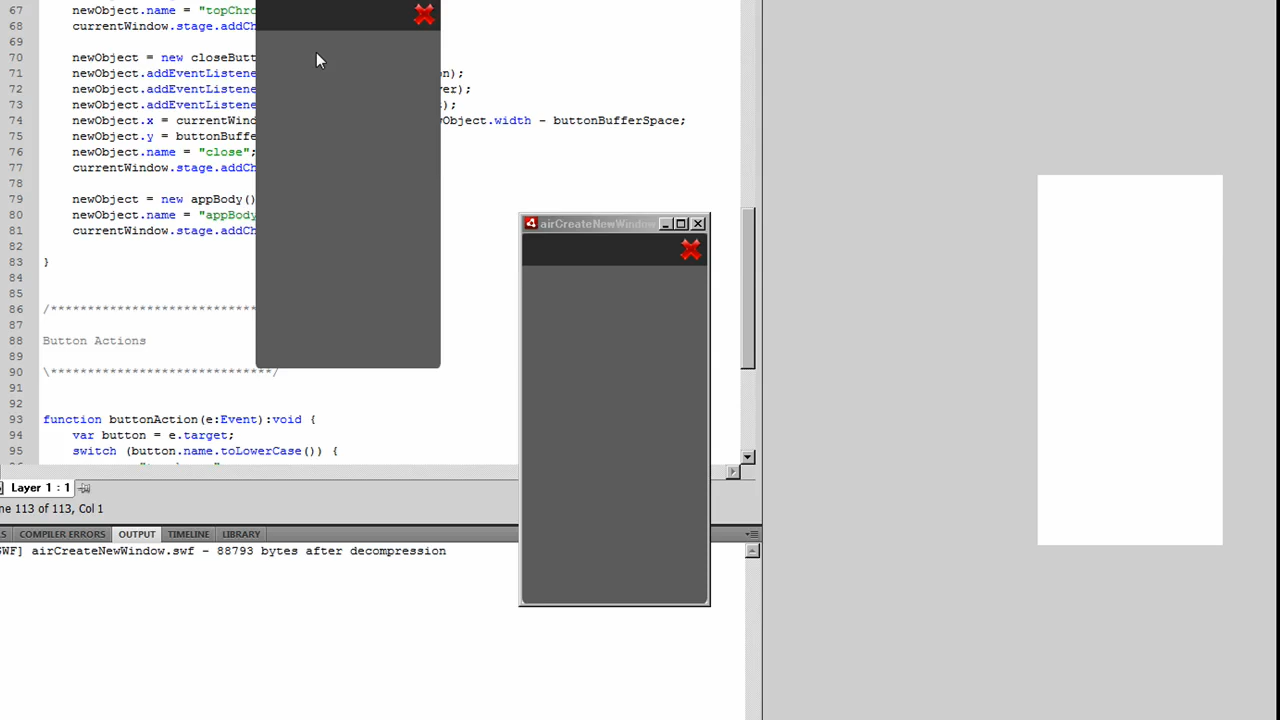 67 newObject.name = "topChro
68 currentWindow.stage.addCh
69
70 newObject = new closeButt
71 newObject.addEventListene on);
72 newObject.addEventListene ver);
73 newObject.addEventListene );
74 newObject.x = currentWind wObject.width - buttonBufferSpace;
75 newObject.y = buttonBuffe
76 newObject.name = "close";
77 currentWindow.stage.addCh
78
79 newObject = new appBody()
80 newObject.name = "appBody
81 currentWindow.stage.addCh
82
83 }
84
85
86 /****************************
87
88 Button Actions
89
90 \******************************/
91
92
93 function buttonAction(e:Event):void {
94 var button = e.target;
95 switch (button.name.toLowerCase()) {
airCreateNewWindow
Layer 1 : 1
ne 113 of 113, Col 1
S COMPILER ERRORS OUTPUT TIMELINE LIBRARY
SWF] airCreateNewWindow.swf - 88793 bytes after decompression